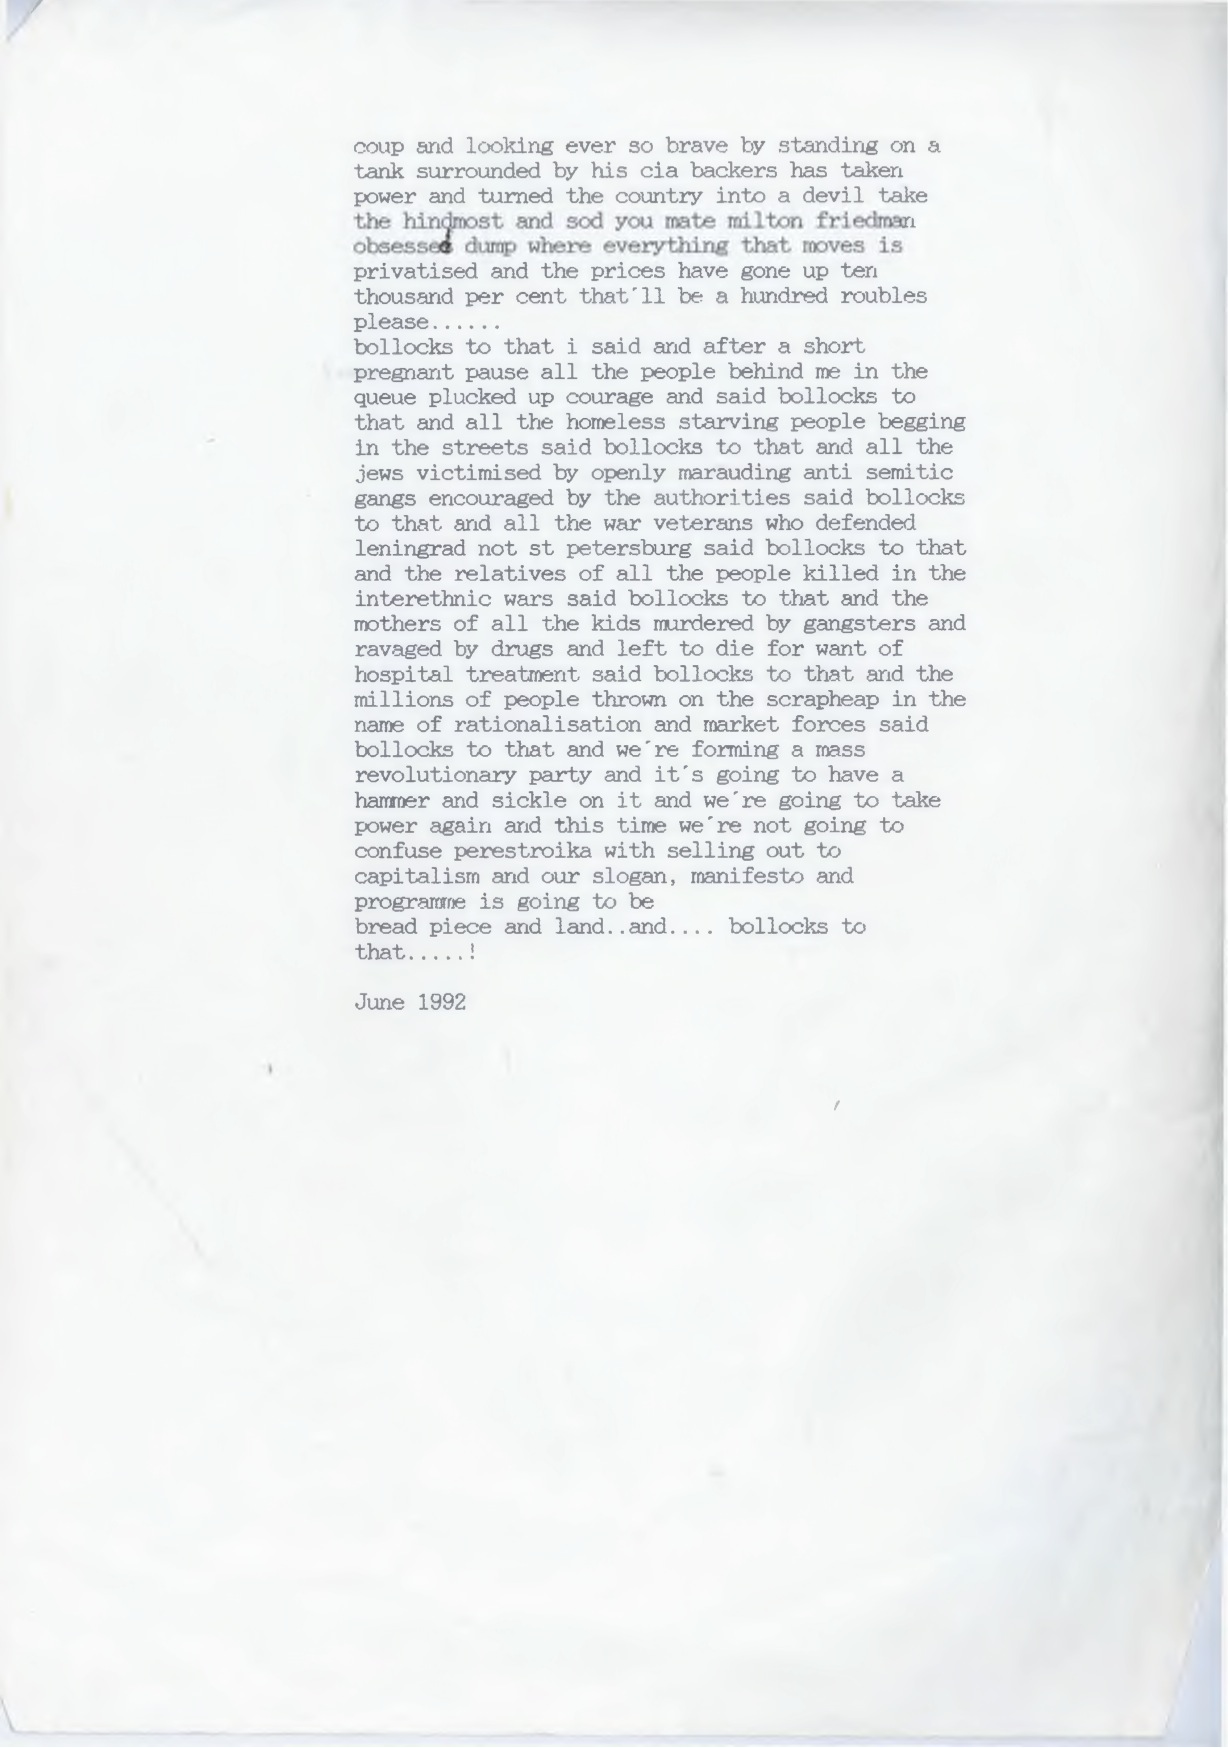 coup and looking ever so brave by standing on a
tank surrounded by his cia backers has taken
power and turned the country into a devil take
the hindmost and sod you mate milton friedman
obsessed dump where everything that moves is
privatised and the prices have gone up ten
thousand per cent that'll be a hundred roubles
please......
bollocks to that i said and after a short
pregnant pause all the people behind me in the
queue plucked up courage and said bollocks to
that and all the homeless starving people begging
in the streets said bollocks to that and all the
jews victimised by openly marauding anti semitic
gangs encouraged by the authorities said bollocks
to that and all the war veterans who defended
leningrad not st petersburg said bollocks to that
and the relatives of all the people killed in the
interethnic wars said bollocks to that and the
mothers of all the kids murdered by gangsters and
ravaged by drugs and left to die for want of
hospital treatment said bollocks to that and the
millions of people thrown on the scrapheap in the
name of rationalisation and market forces said
bollocks to that and we're forming a mass
revolutionary party and it's going to have a
hammer and sickle on it and we're going to take
power again and this time we're not going to
confuse perestroika with selling out to
capitalism and our slogan, manifesto and
programme is going to be
bread piece and land..and.... bollocks to
that.....!
June 1992